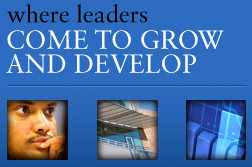 where leaders
COME TO GROW
AND DEVELOP